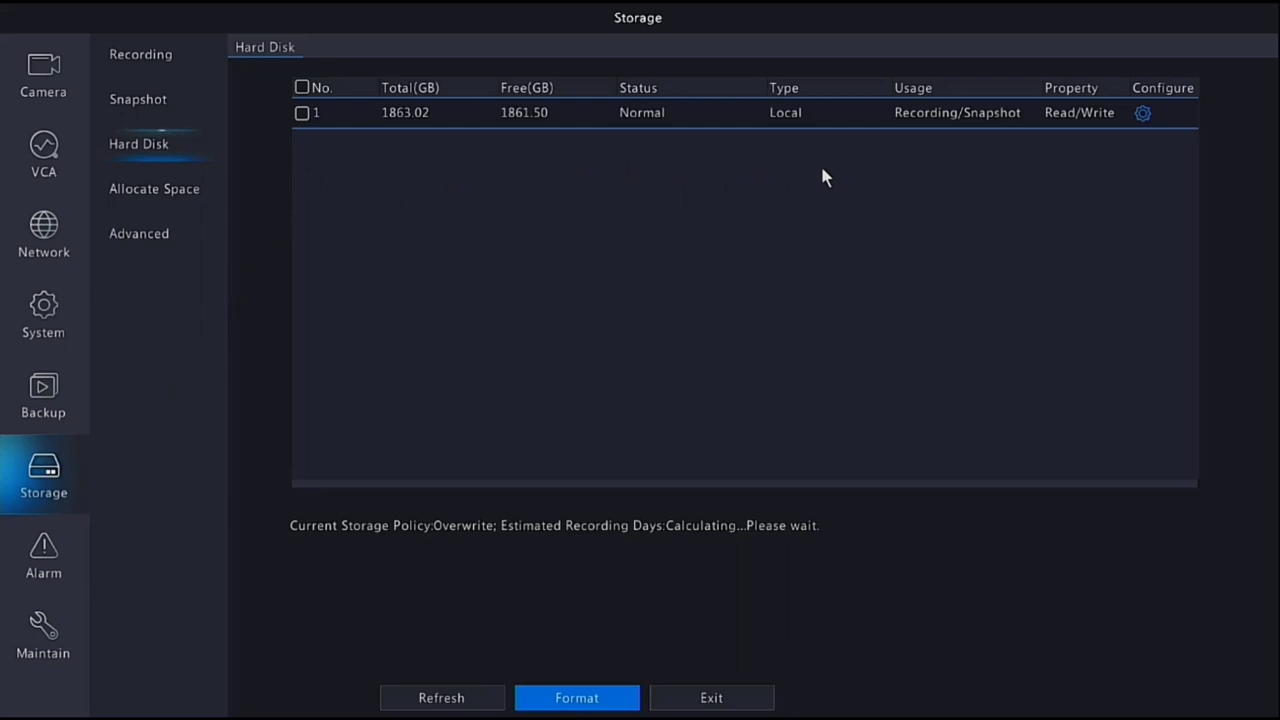 Storage
Camera
VCA
Network
System
Backup
Storage
Alarm
Maintain
Recording
Snapshot
Hard Disk
Allocate Space
Advanced
Hard Disk
No. Total(GB) Free(GB) Status Type Usage Property Configure
1 1863.02 1861.50 Normal Local Recording/Snapshot Read/Write
Current Storage Policy:Overwrite; Estimated Recording Days:Calculating...Please wait.
Refresh Format Exit